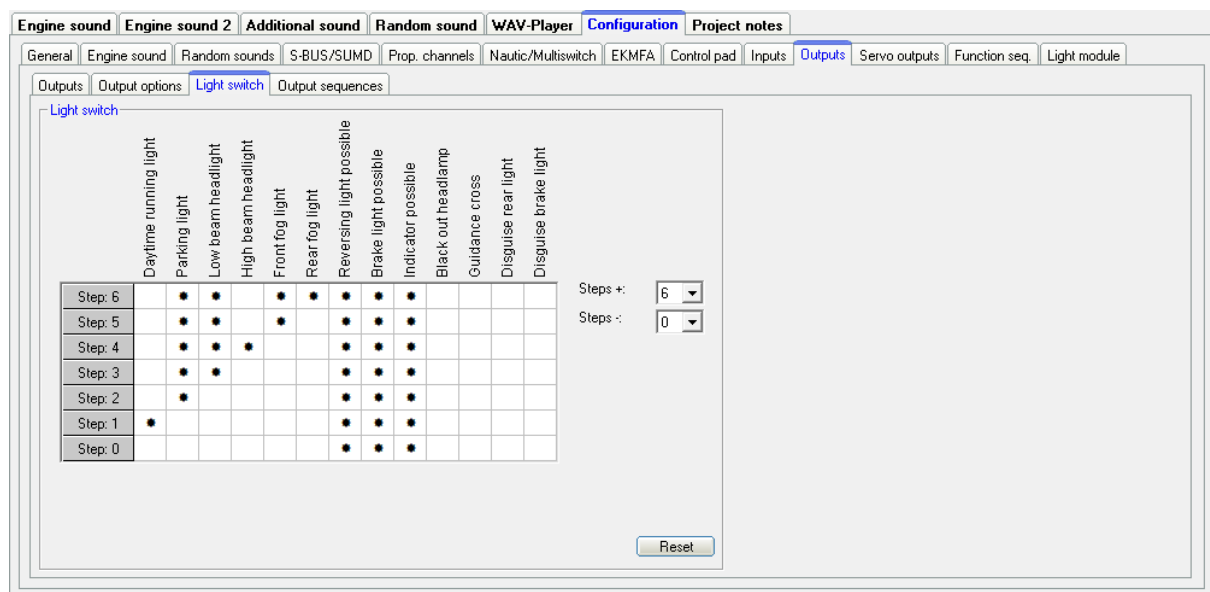 Engine sound Engine sound 2 Additional sound Random sound WAV-Player Configuration Project notes
General Engine sound Random sounds S-BUS/SUMD Prop. channels Nautic/Multiswitch EKMFA Control pad Inputs Outputs Servo outputs Function seq. Light module
Outputs Output options Light switch Output sequences
Light switch
Daytime running light
Parking light
Low beam headlight
High beam headlight
Front fog light
Rear fog light
Reversing light possible
Brake light possible
Indicator possible
Black out headlamp
Guidance cross
Disguise rear light
Disguise brake light
Step: 6
Steps +: 6
Step: 5
Steps -: 0
Step: 4
Step: 3
Step: 2
Step: 1
Step: 0
Reset